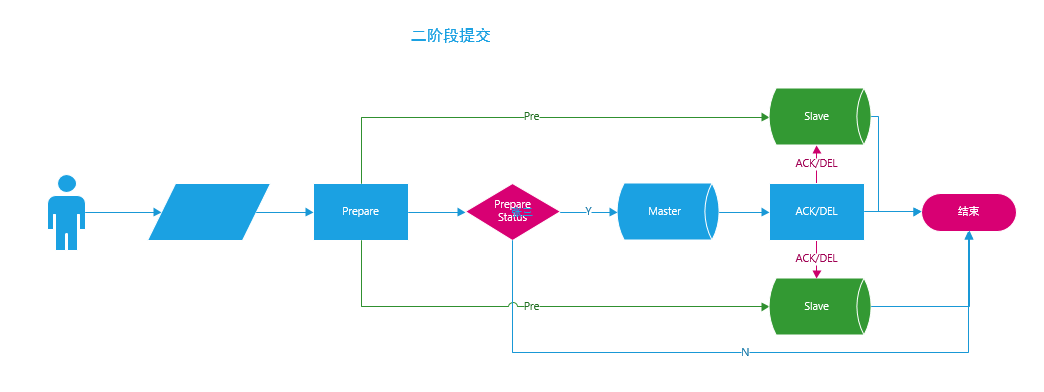 二阶段提交
Pre
Slave
ACK/DEL
Prepare
Prepare
Status
Y
Master
ACK/DEL
结束
ACK/DEL
Pre
Slave
N